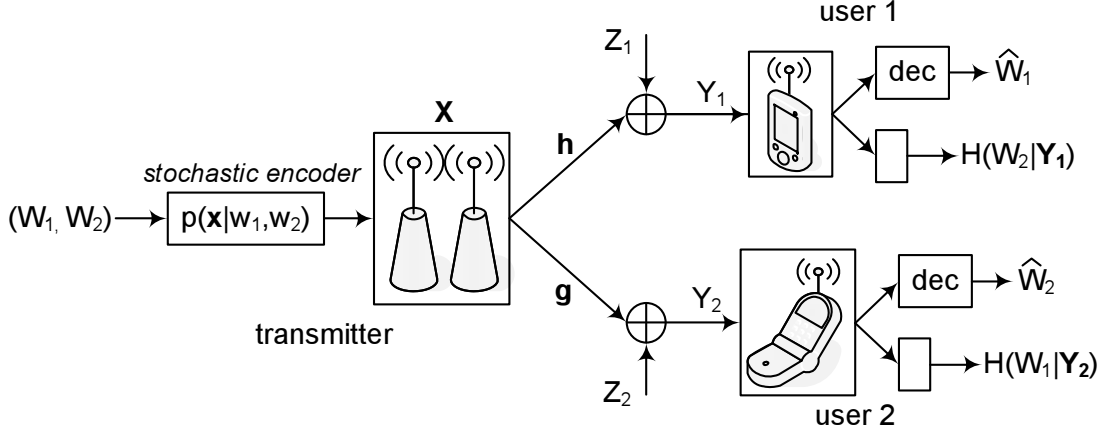 user 1
Z₁
dec
Ŵ₁
Y₁
X
h
H(W₂|Y₁)
stochastic encoder
(W₁, W₂)
p(x|w₁,w₂)
g
Y₂
dec
Ŵ₂
transmitter
H(W₁|Y₂)
Z₂
user 2